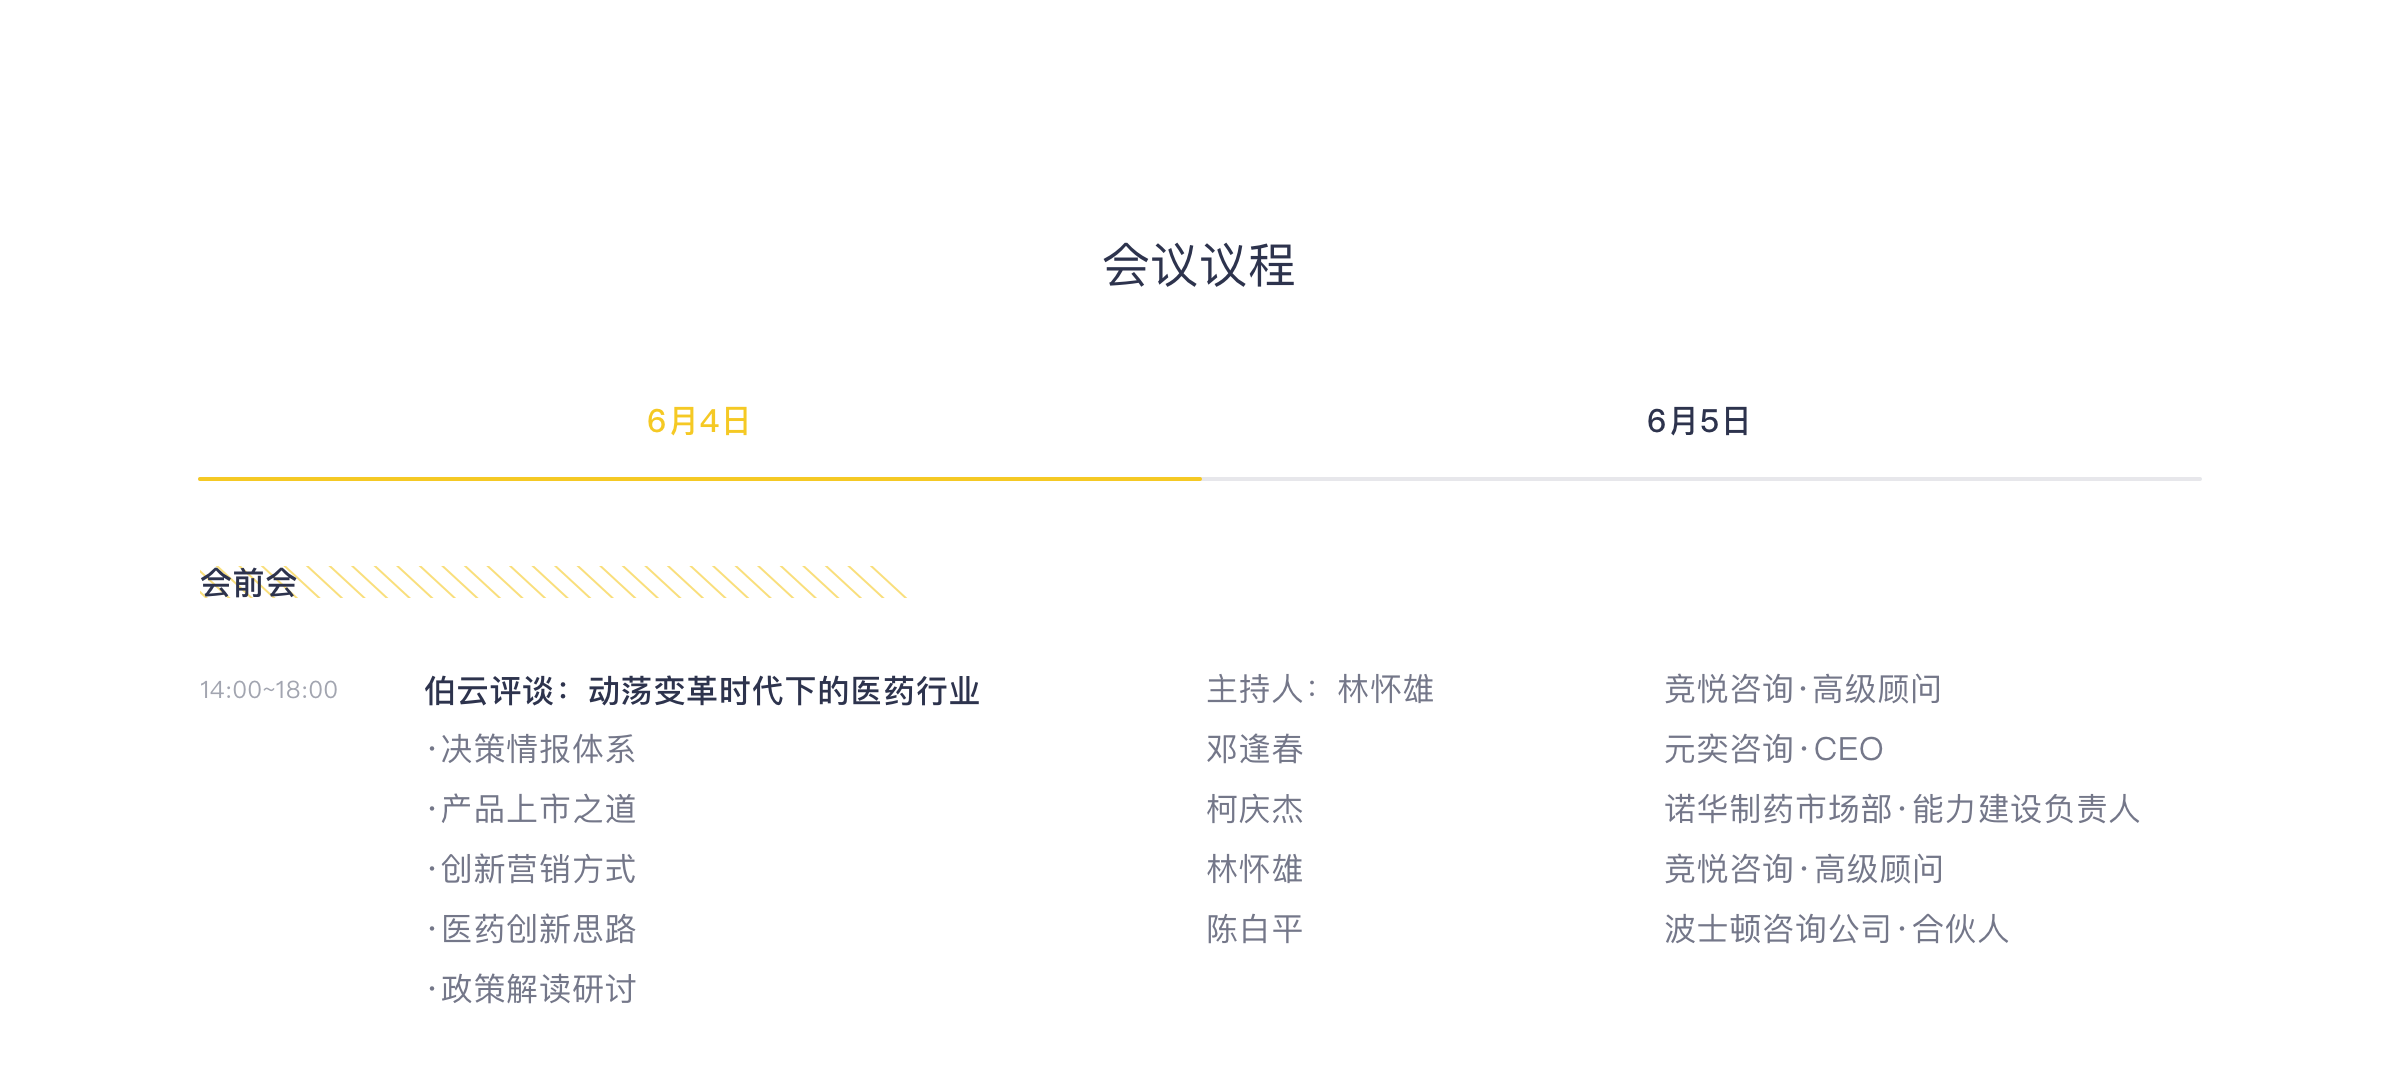 会议议程
6月4日 6月5日
会前会
14:00~18:00 伯云评谈：动荡变革时代下的医药行业 主持人：林怀雄 竞悦咨询·高级顾问
·决策情报体系 邓逢春 元奕咨询·CEO
·产品上市之道 柯庆杰 诺华制药市场部·能力建设负责人
·创新营销方式 林怀雄 竞悦咨询·高级顾问
·医药创新思路 陈白平 波士顿咨询公司·合伙人
·政策解读研讨